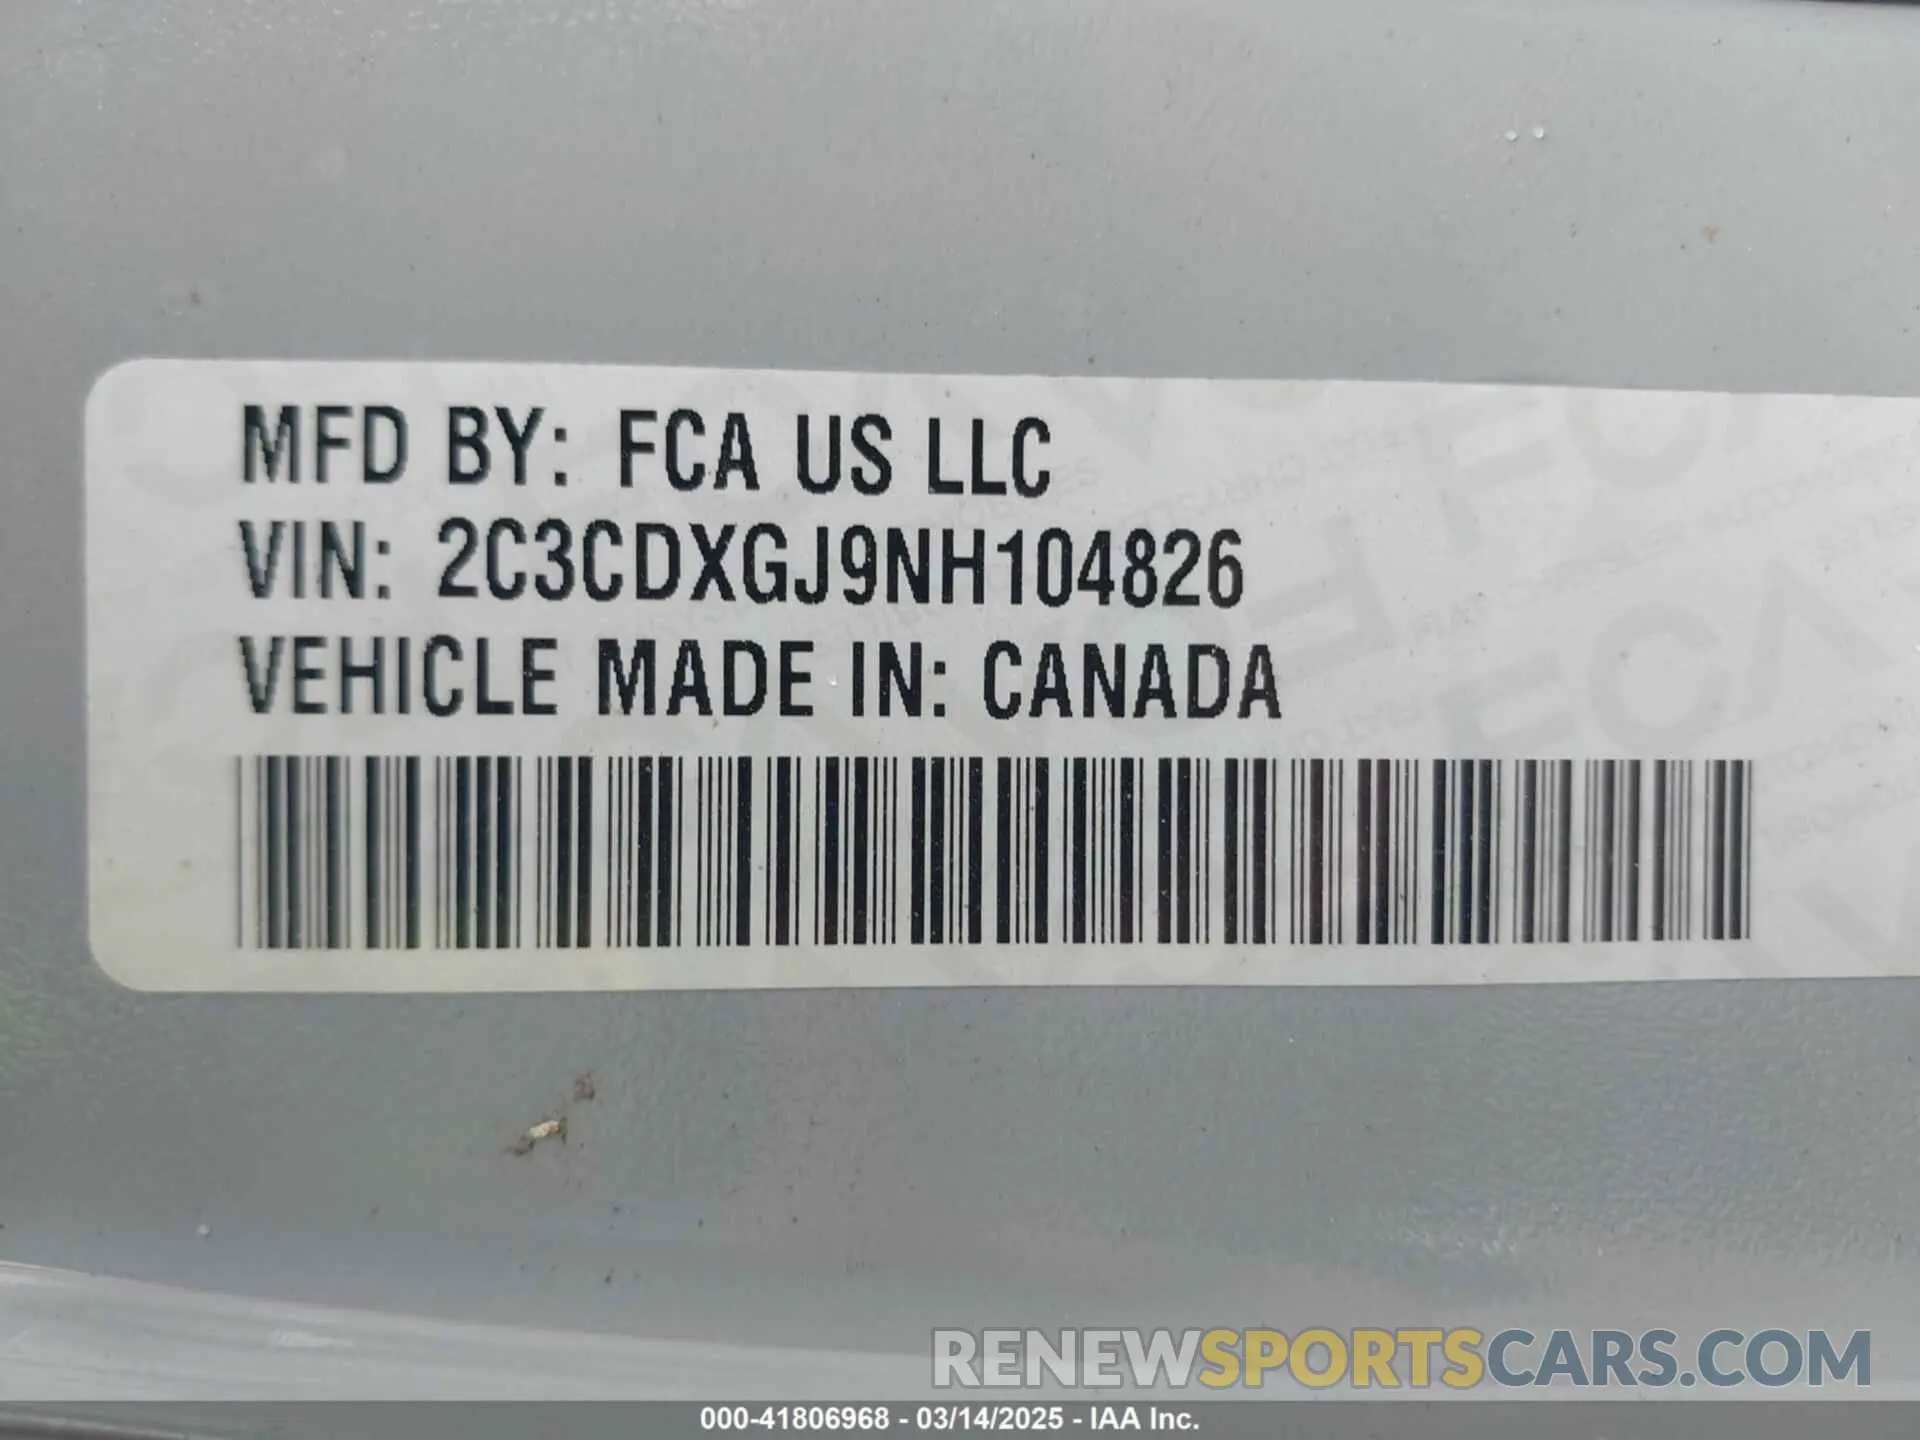 MFD BY: FCA US LLC
VIN: 2C3CDXGJ9NH104826
VEHICLE MADE IN: CANADA
RENEWSPORTSCARS.COM
000-41806968 - 03/14/2025 - IAA Inc.